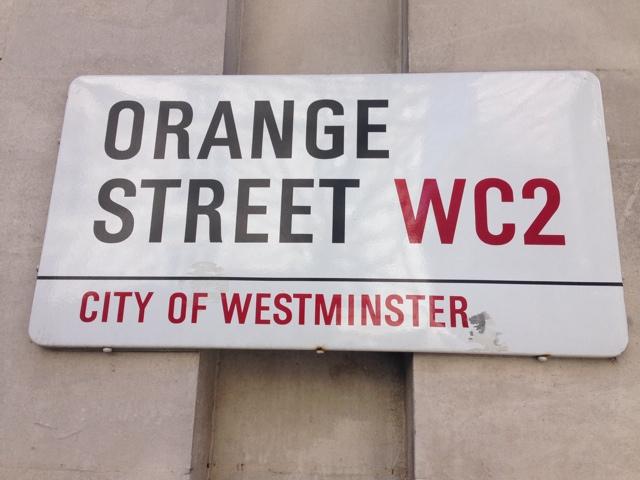 ORANGE
STREET WC2
CITY OF WESTMINSTER